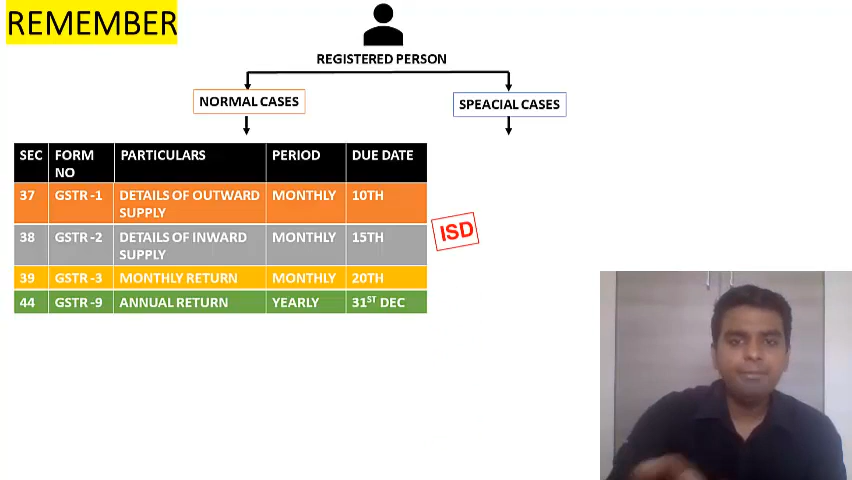 REMEMBER
REGISTERED PERSON
NORMAL CASES
SPEACIAL CASES
SEC FORM NO PARTICULARS PERIOD DUE DATE
37 GSTR -1 DETAILS OF OUTWARD SUPPLY MONTHLY 10TH
38 GSTR -2 DETAILS OF INWARD SUPPLY MONTHLY 15TH
39 GSTR -3 MONTHLY RETURN MONTHLY 20TH
44 GSTR -9 ANNUAL RETURN YEARLY 31ST DEC
ISD